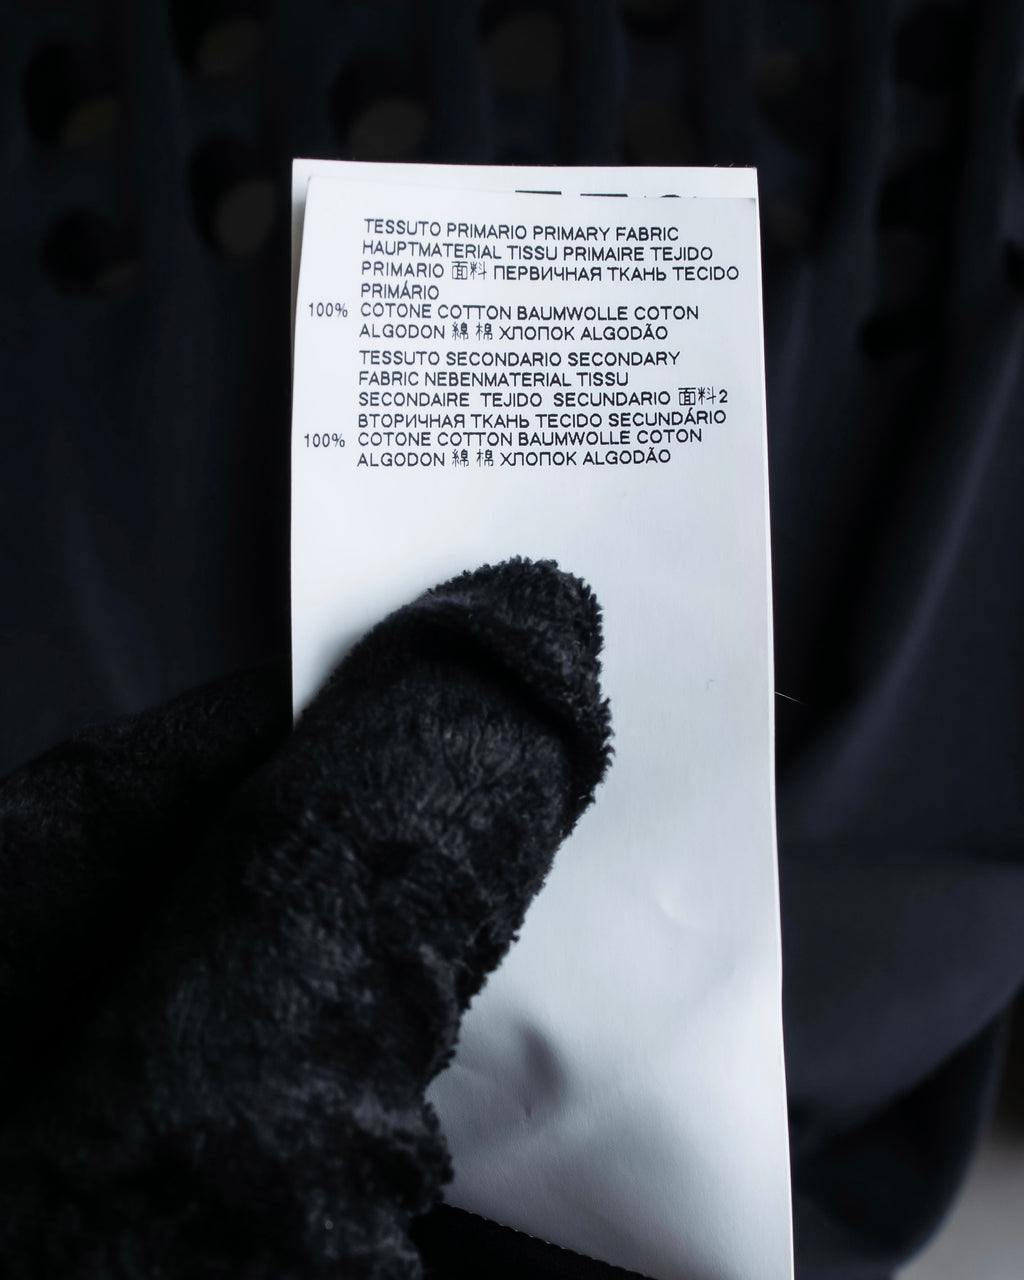 TESSUTO PRIMARIO PRIMARY FABRIC
HAUPTMATERIAL TISSU PRIMAIRE TEJIDO
PRIMARIO 面料 ПЕРВИЧНАЯ ТКАНЬ TECIDO
PRIMÁRIO
100% COTONE COTTON BAUMWOLLE COTON
ALGODON 綿 棉 ХЛОПОК ALGODÃO
TESSUTO SECONDARIO SECONDARY
FABRIC NEBENMATERIAL TISSU
SECONDAIRE TEJIDO SECUNDARIO 面料2
ВТОРИЧНАЯ ТКАНЬ TECIDO SECUNDÁRIO
100% COTONE COTTON BAUMWOLLE COTON
ALGODON 綿 棉 ХЛОПОК ALGODÃO